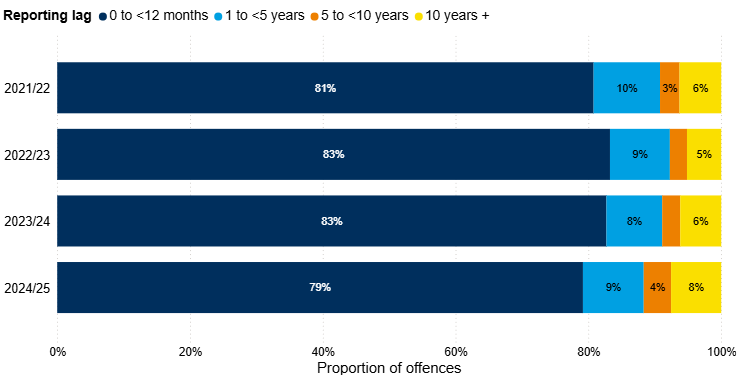 Reporting lag 0 to <12 months 1 to <5 years 5 to <10 years 10 years +
2021/22 81% 10% 3% 6%
2022/23 83% 9% 5%
2023/24 83% 8% 6%
2024/25 79% 9% 4% 8%
0% 20% 40% 60% 80% 100%
Proportion of offences